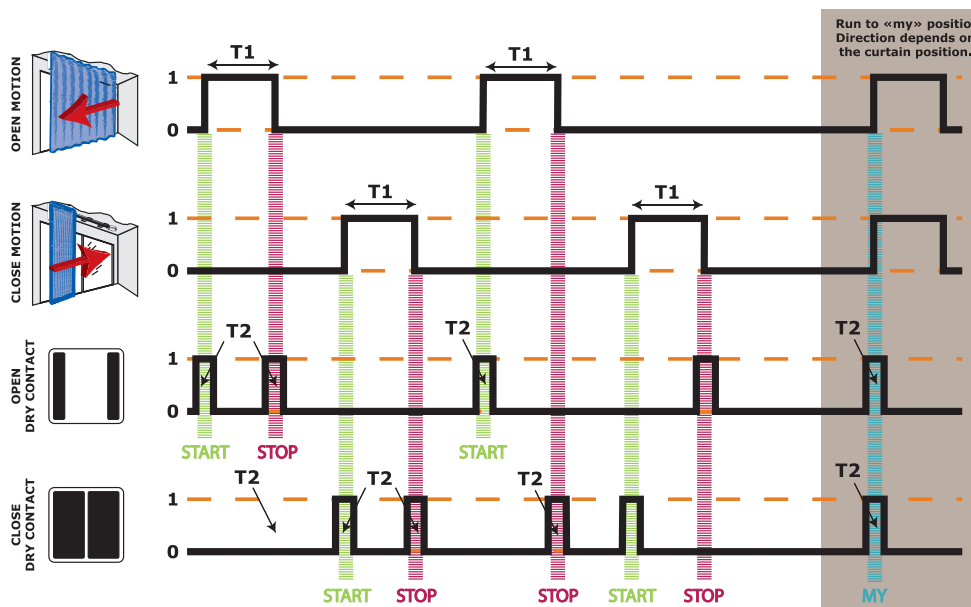 Run to «my» positio
Direction depends on
the curtain position.
OPEN MOTION
T1
T1
1
0
CLOSE MOTION
T1
T1
1
0
OPEN
DRY CONTACT
T2
T2
T2
1
0
START
STOP
START
CLOSE
DRY CONTACT
T2
T2
T2
T2
1
0
START
STOP
STOP
START
STOP
MY